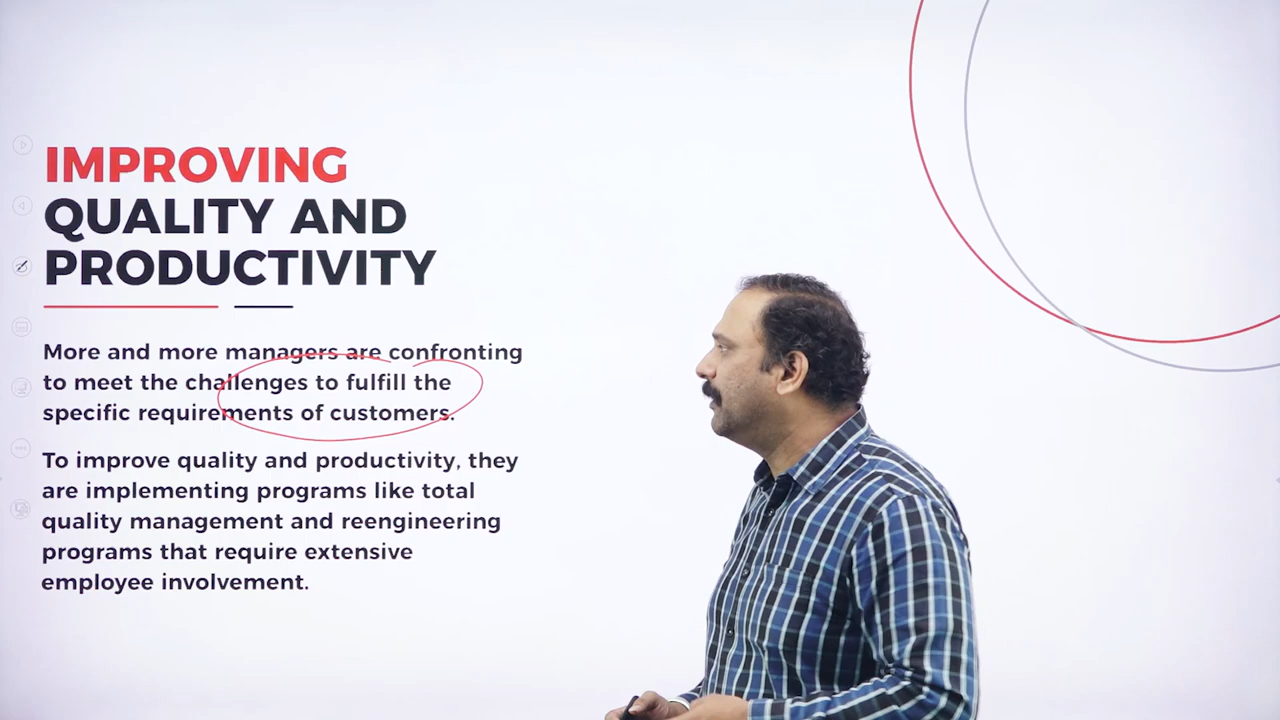 IMPROVING
QUALITY AND
PRODUCTIVITY
More and more managers are confronting
to meet the challenges to fulfill the
specific requirements of customers.
To improve quality and productivity, they
are implementing programs like total
quality management and reengineering
programs that require extensive
employee involvement.